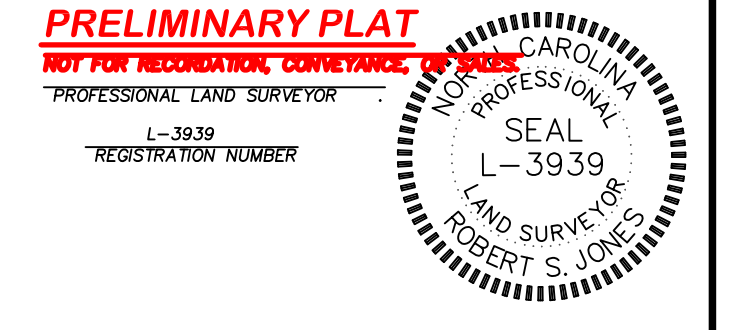 PRELIMINARY PLAT
NOT FOR RECORDATION, CONVEYANCE, OR SALES.
PROFESSIONAL LAND SURVEYOR .
L-3939
REGISTRATION NUMBER
NORTH CAROLINA
PROFESSIONAL
SEAL
L-3939
LAND SURVEYOR
ROBERT S. JONES